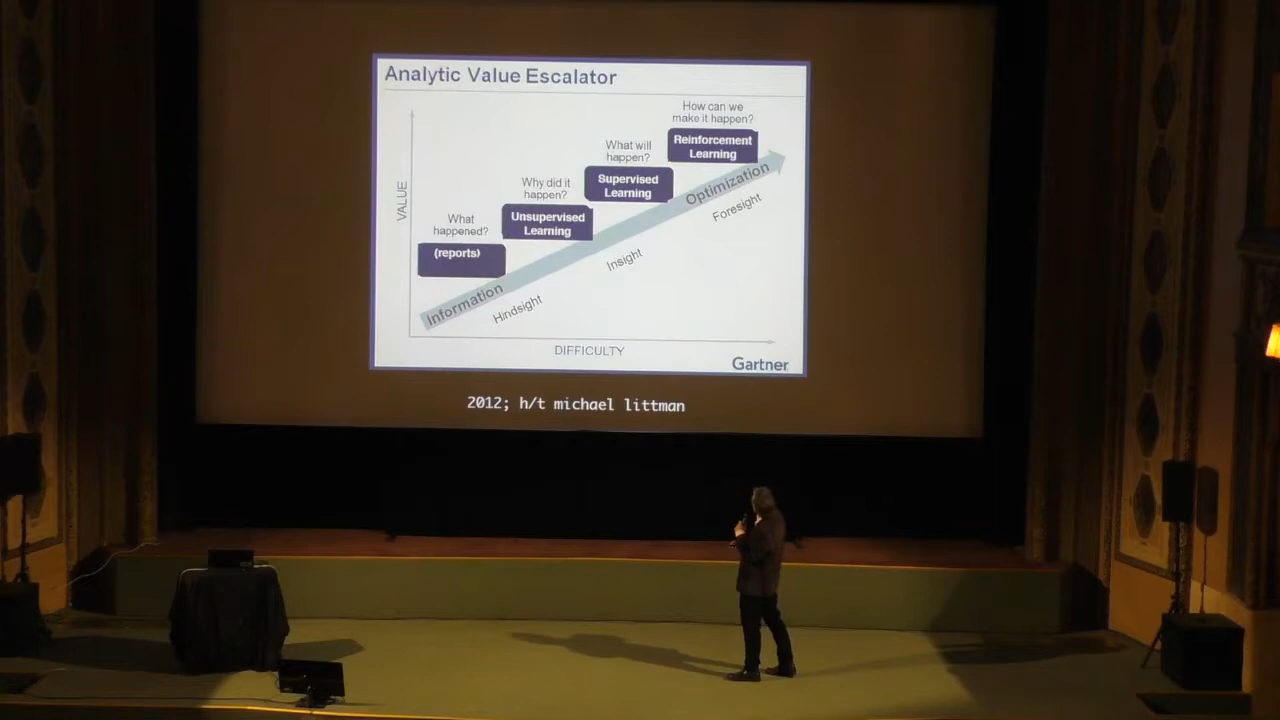 Analytic Value Escalator
How can we
make it happen?
Reinforcement
Learning
What will
happen?
Supervised
Learning
Why did it
happen?
Unsupervised
Learning
What
happened?
(reports)
Information
Optimization
Hindsight
Insight
Foresight
VALUE
DIFFICULTY
Gartner
2012; h/t michael littman